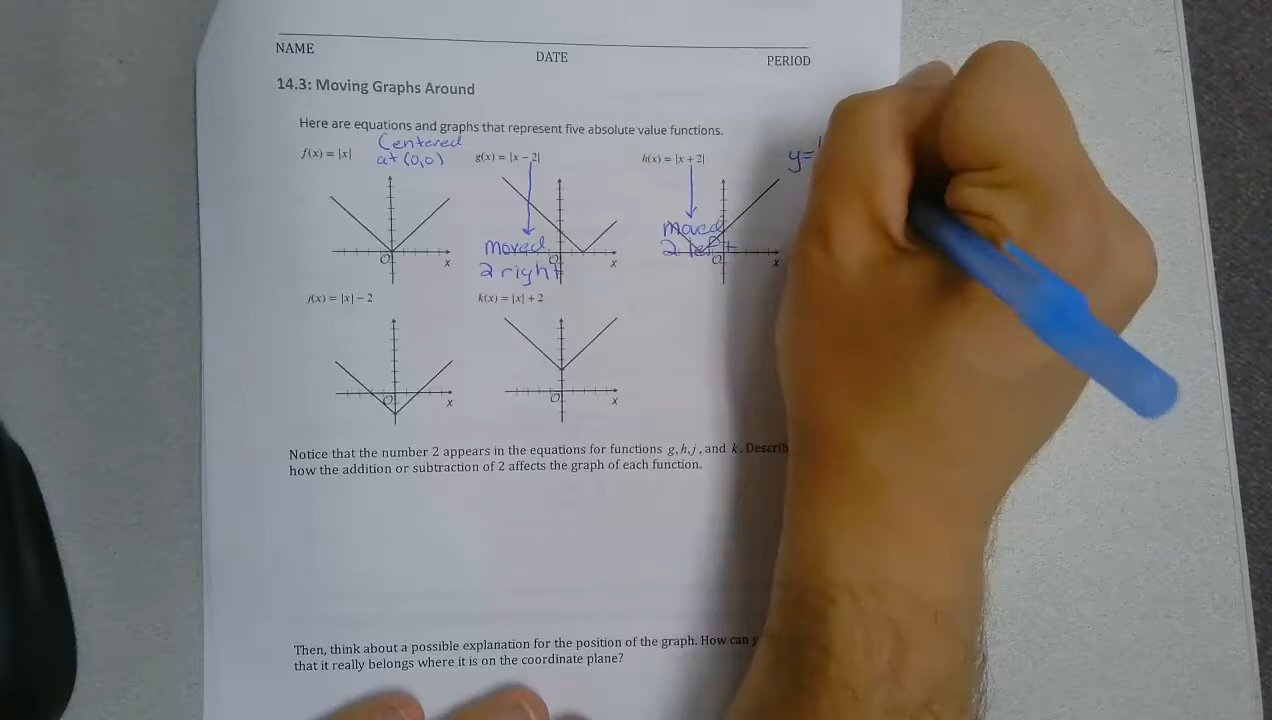 NAME
DATE
PERIOD
14.3: Moving Graphs Around
Here are equations and graphs that represent five absolute value functions.
f(x) = |x|
Centered
at (0,0)
g(x) = |x − 2|
h(x) = |x + 2|
y=
moved
2 right
moved
2 left
O
x
O
x
O
x
j(x) = |x| − 2
k(x) = |x| + 2
O
x
O
x
Notice that the number 2 appears in the equations for functions g, h, j, and k. Describ
how the addition or subtraction of 2 affects the graph of each function.
Then, think about a possible explanation for the position of the graph. How can
that it really belongs where it is on the coordinate plane?